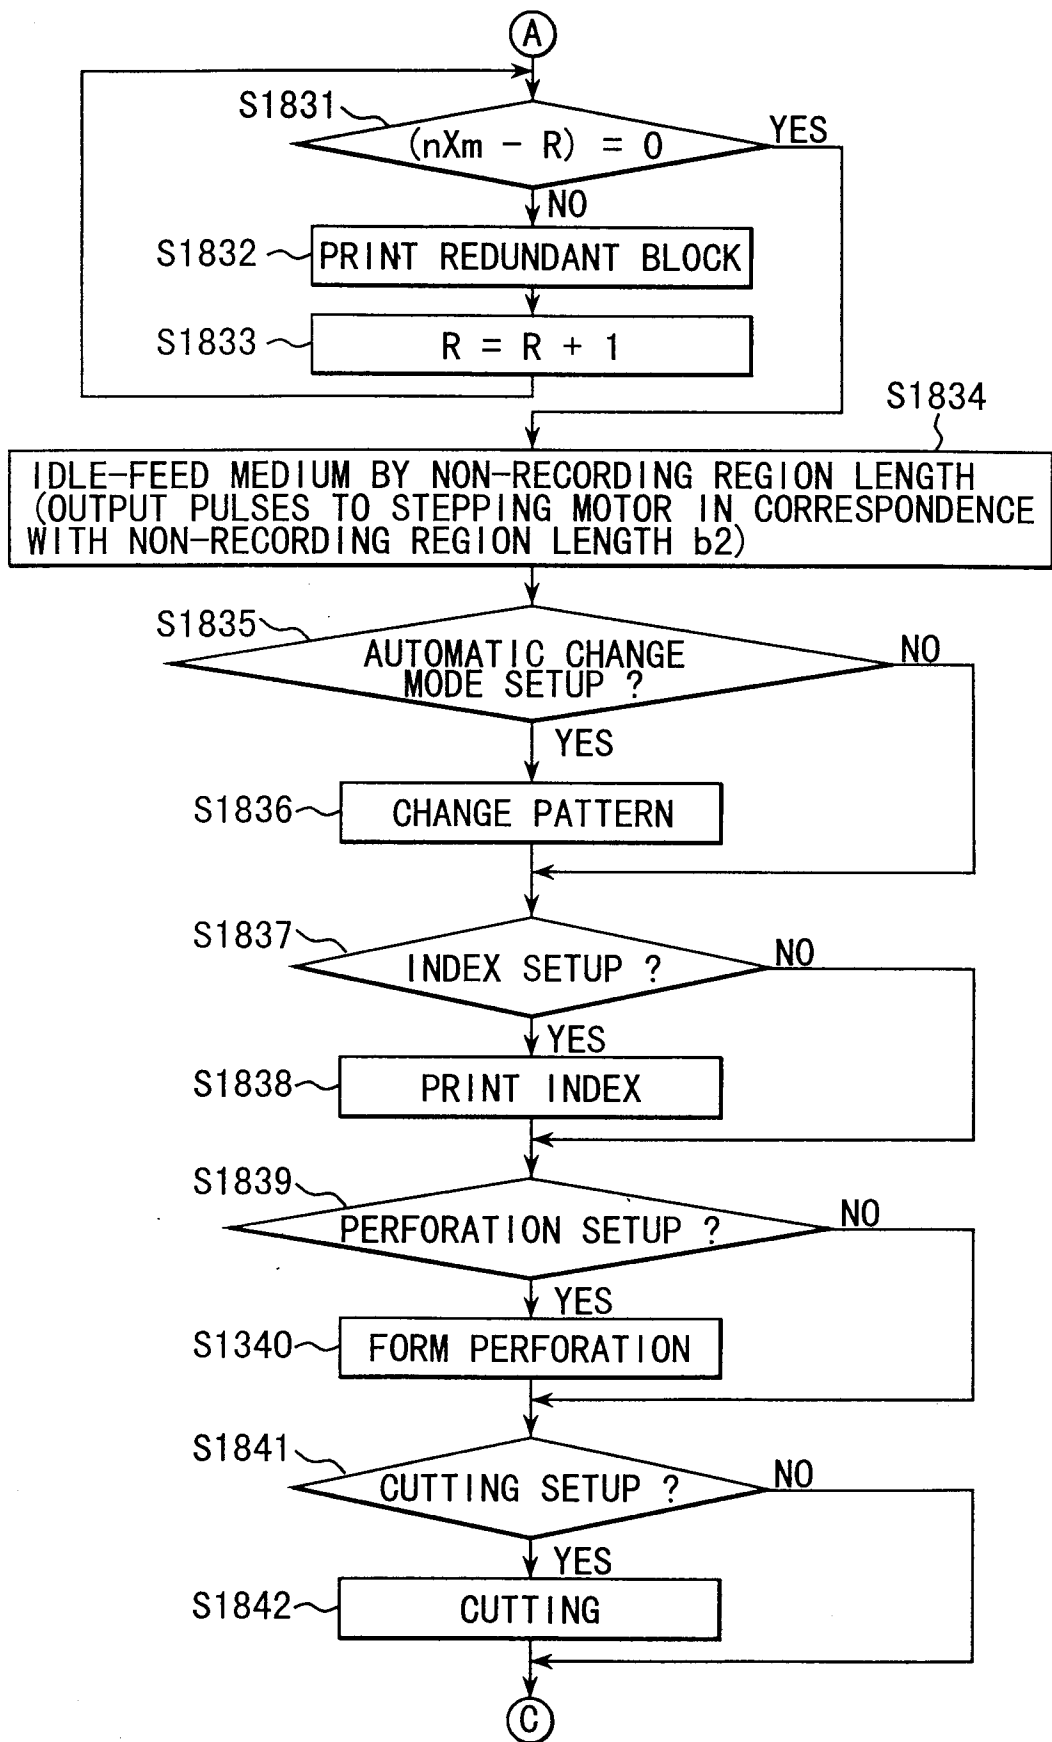 A
S1831
(nXm - R) = 0
YES
NO
S1832
PRINT REDUNDANT BLOCK
S1833
R = R + 1
S1834
IDLE-FEED MEDIUM BY NON-RECORDING REGION LENGTH
(OUTPUT PULSES TO STEPPING MOTOR IN CORRESPONDENCE
WITH NON-RECORDING REGION LENGTH b2)
S1835
AUTOMATIC CHANGE
MODE SETUP ?
NO
YES
S1836
CHANGE PATTERN
S1837
INDEX SETUP ?
NO
YES
S1838
PRINT INDEX
S1839
PERFORATION SETUP ?
NO
YES
S1340
FORM PERFORATION
S1841
CUTTING SETUP ?
NO
YES
S1842
CUTTING
C